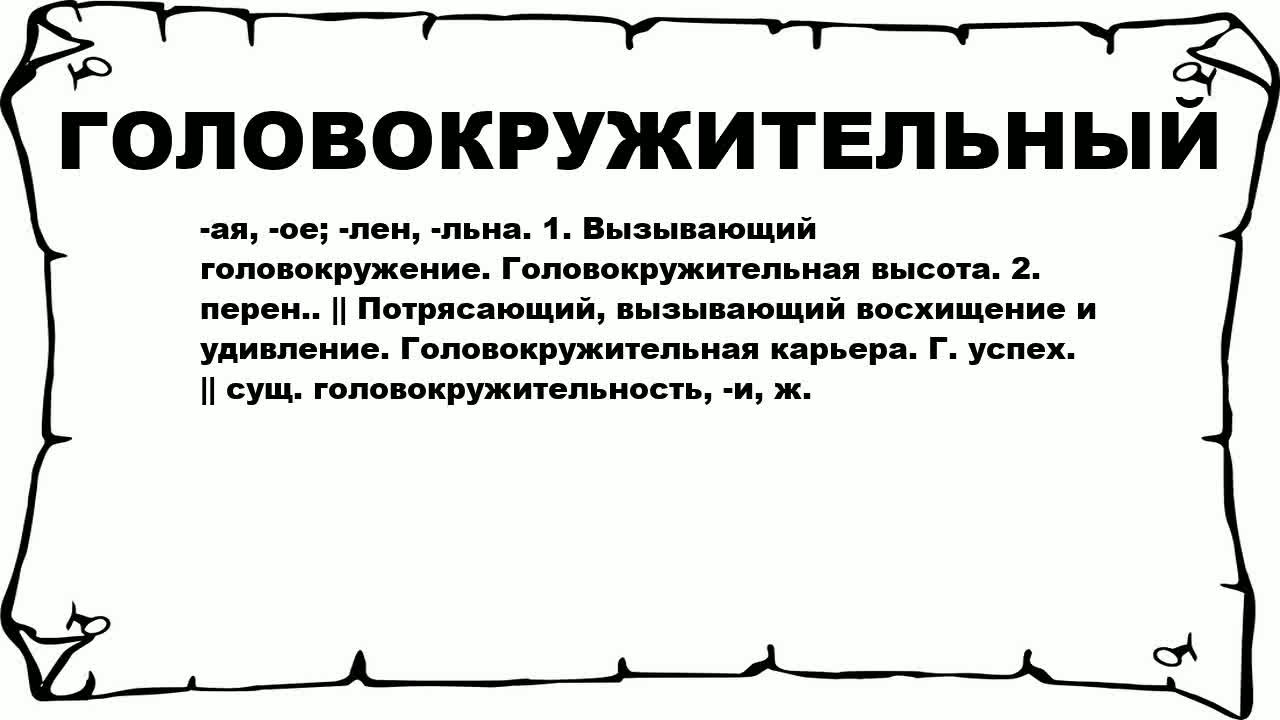 ГОЛОВОКРУЖИТЕЛЬНЫЙ
-ая, -ое; -лен, -льна. 1. Вызывающий
головокружение. Головокружительная высота. 2.
перен.. || Потрясающий, вызывающий восхищение и
удивление. Головокружительная карьера. Г. успех.
|| сущ. головокружительность, -и, ж.